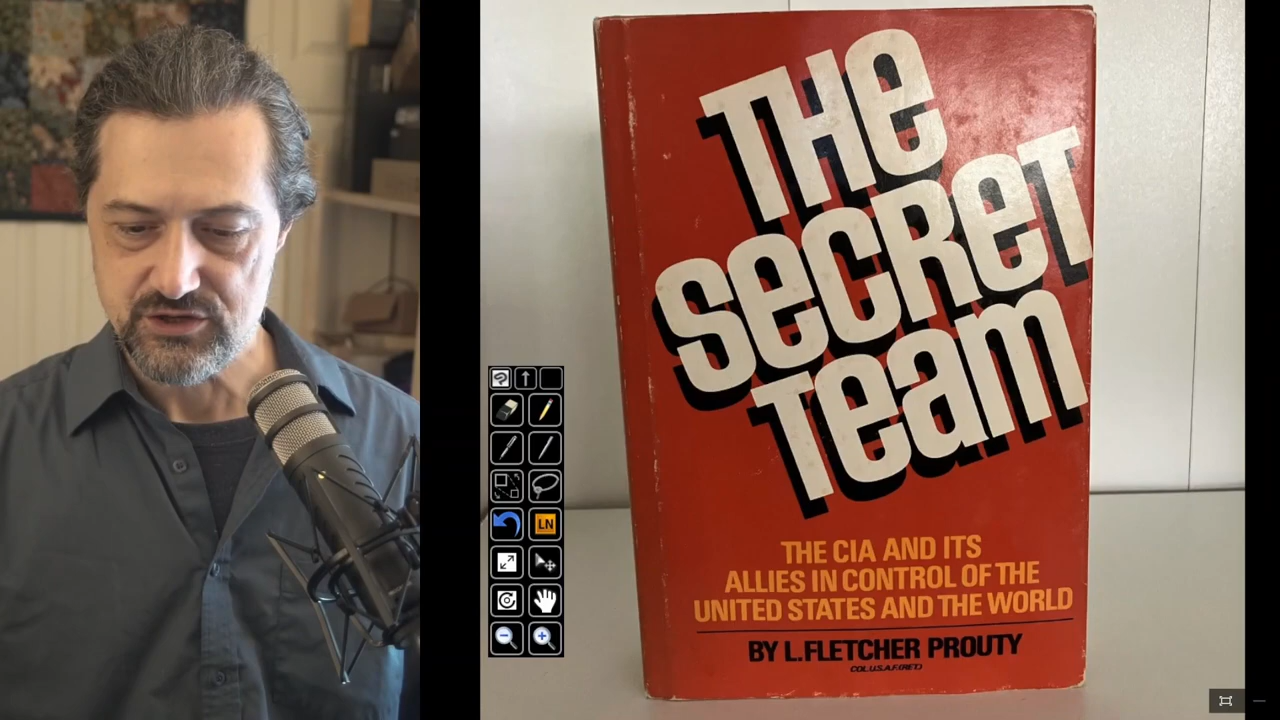 THE
SECRET
TEAM
THE CIA AND ITS
ALLIES IN CONTROL OF THE
UNITED STATES AND THE WORLD
BY L.FLETCHER PROUTY
COL.U.S.A.F.(RET.)
LN